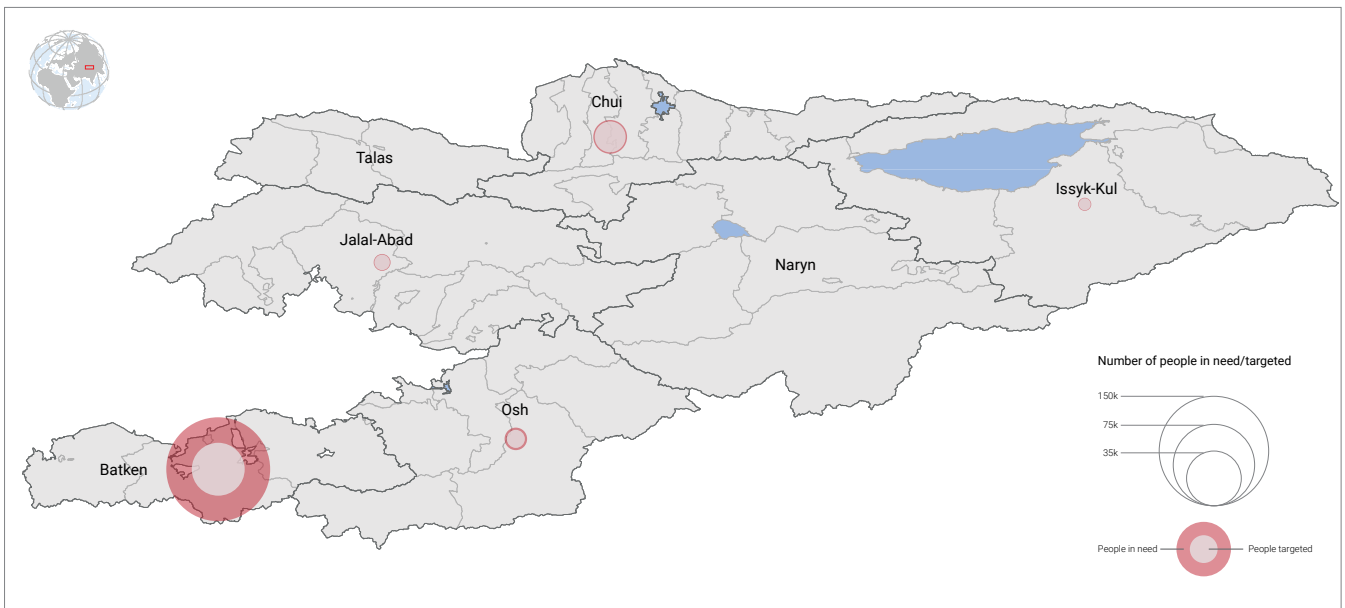 Chui
Talas
Issyk-Kul
Jalal-Abad
Naryn
Number of people in need/targeted
150k
75k
35k
Osh
Batken
People in need
People targeted